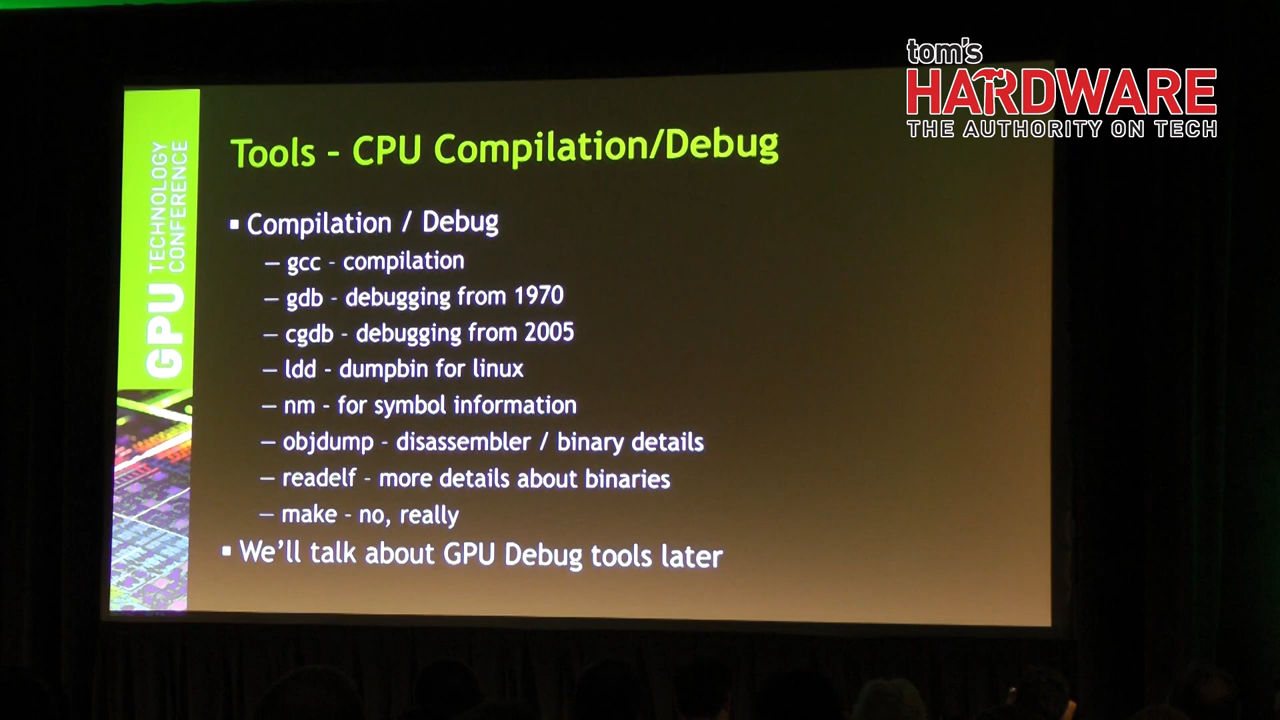 tom's
HARDWARE
THE AUTHORITY ON TECH
GPU TECHNOLOGY
CONFERENCE
Tools – CPU Compilation/Debug
▪ Compilation / Debug
— gcc - compilation
— gdb - debugging from 1970
— cgdb - debugging from 2005
— ldd - dumpbin for linux
— nm - for symbol information
— objdump - disassembler / binary details
— readelf - more details about binaries
— make - no, really
▪ We'll talk about GPU Debug tools later